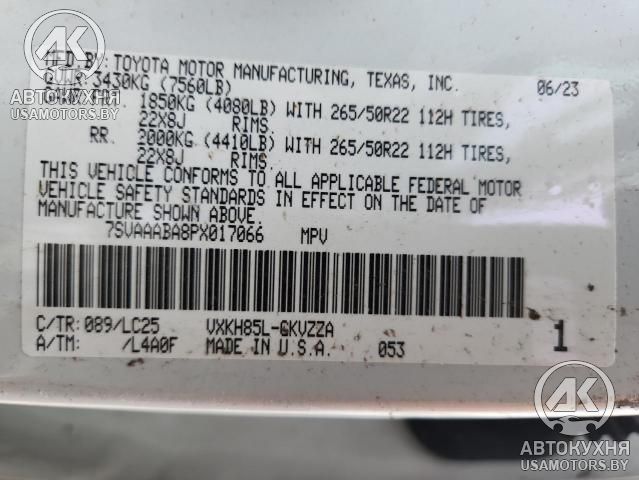 MFD BY: TOYOTA MOTOR MANUFACTURING, TEXAS, INC. 06/23
3430KG (7560LB)
1850KG (4080LB) WITH 265/50R22 112H TIRES,
22X8J RIMS.
RR. 2000KG (4410LB) WITH 265/50R22 112H TIRES,
22X8J RIMS.
THIS VEHICLE CONFORMS TO ALL APPLICABLE FEDERAL MOTOR
VEHICLE SAFETY STANDARDS IN EFFECT ON THE DATE OF
MANUFACTURE SHOWN ABOVE.
7SVAAABA8PX017066 MPV
C/TR: 089/LC25 VXKH85L-GKVZZA
A/TM: /L4A0F MADE IN U.S.A. 053 1
АВТОКУХНЯ
USAMOTORS.BY
АК
АВТОКУХНЯ
USAMOTORS.BY